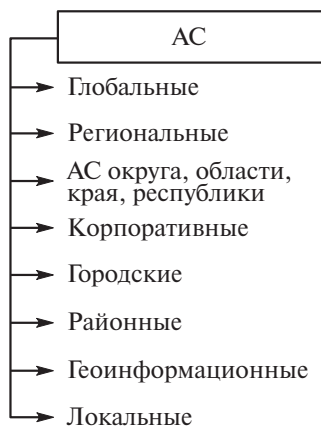 АС
Глобальные
Региональные
АС округа, области,
края, республики
Корпоративные
Городские
Районные
Геоинформационные
Локальные